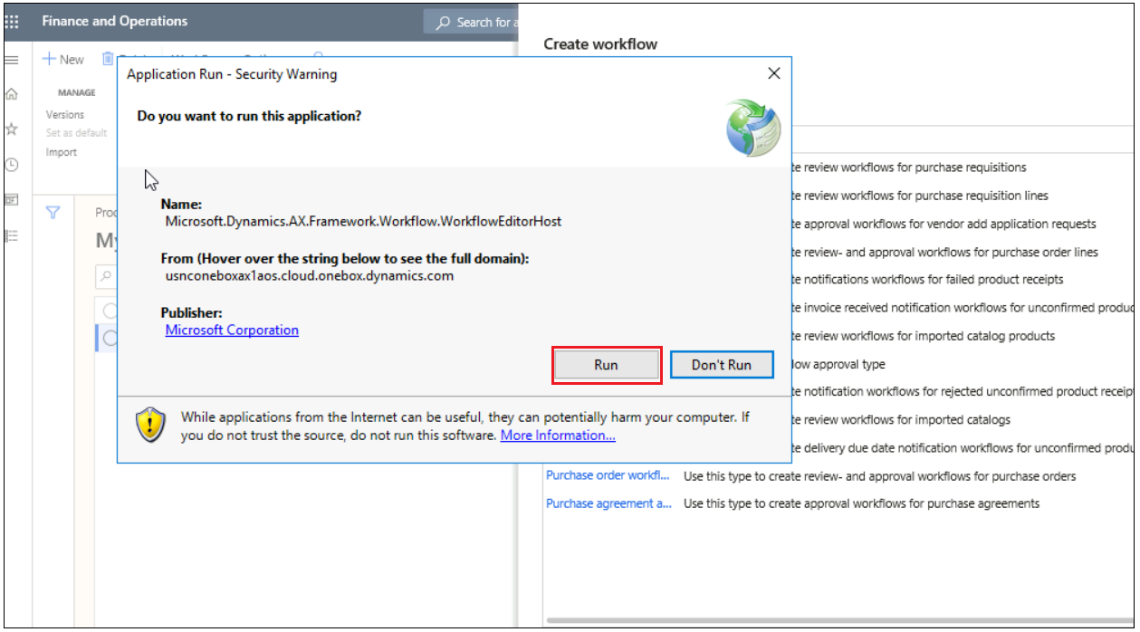 Finance and Operations
Search for a
Create workflow
New
MANAGE
Versions
Set as default
Import
Application Run - Security Warning
Do you want to run this application?
Name:
Microsoft.Dynamics.AX.Framework.Workflow.WorkflowEditorHost
From (Hover over the string below to see the full domain):
usnconeboxax1aos.cloud.onebox.dynamics.com
Publisher:
Microsoft Corporation
Run
Don't Run
While applications from the Internet can be useful, they can potentially harm your computer. If
you do not trust the source, do not run this software. More Information...
Proc
My
te review workflows for purchase requisitions
te review workflows for purchase requisition lines
te approval workflows for vendor add application requests
te review- and approval workflows for purchase order lines
te notifications workflows for failed product receipts
te invoice received notification workflows for unconfirmed produc
te review workflows for imported catalog products
low approval type
te notification workflows for rejected unconfirmed product receip
te review workflows for imported catalogs
te delivery due date notification workflows for unconfirmed produ
Purchase order workfl... Use this type to create review- and approval workflows for purchase orders
Purchase agreement a... Use this type to create approval workflows for purchase agreements